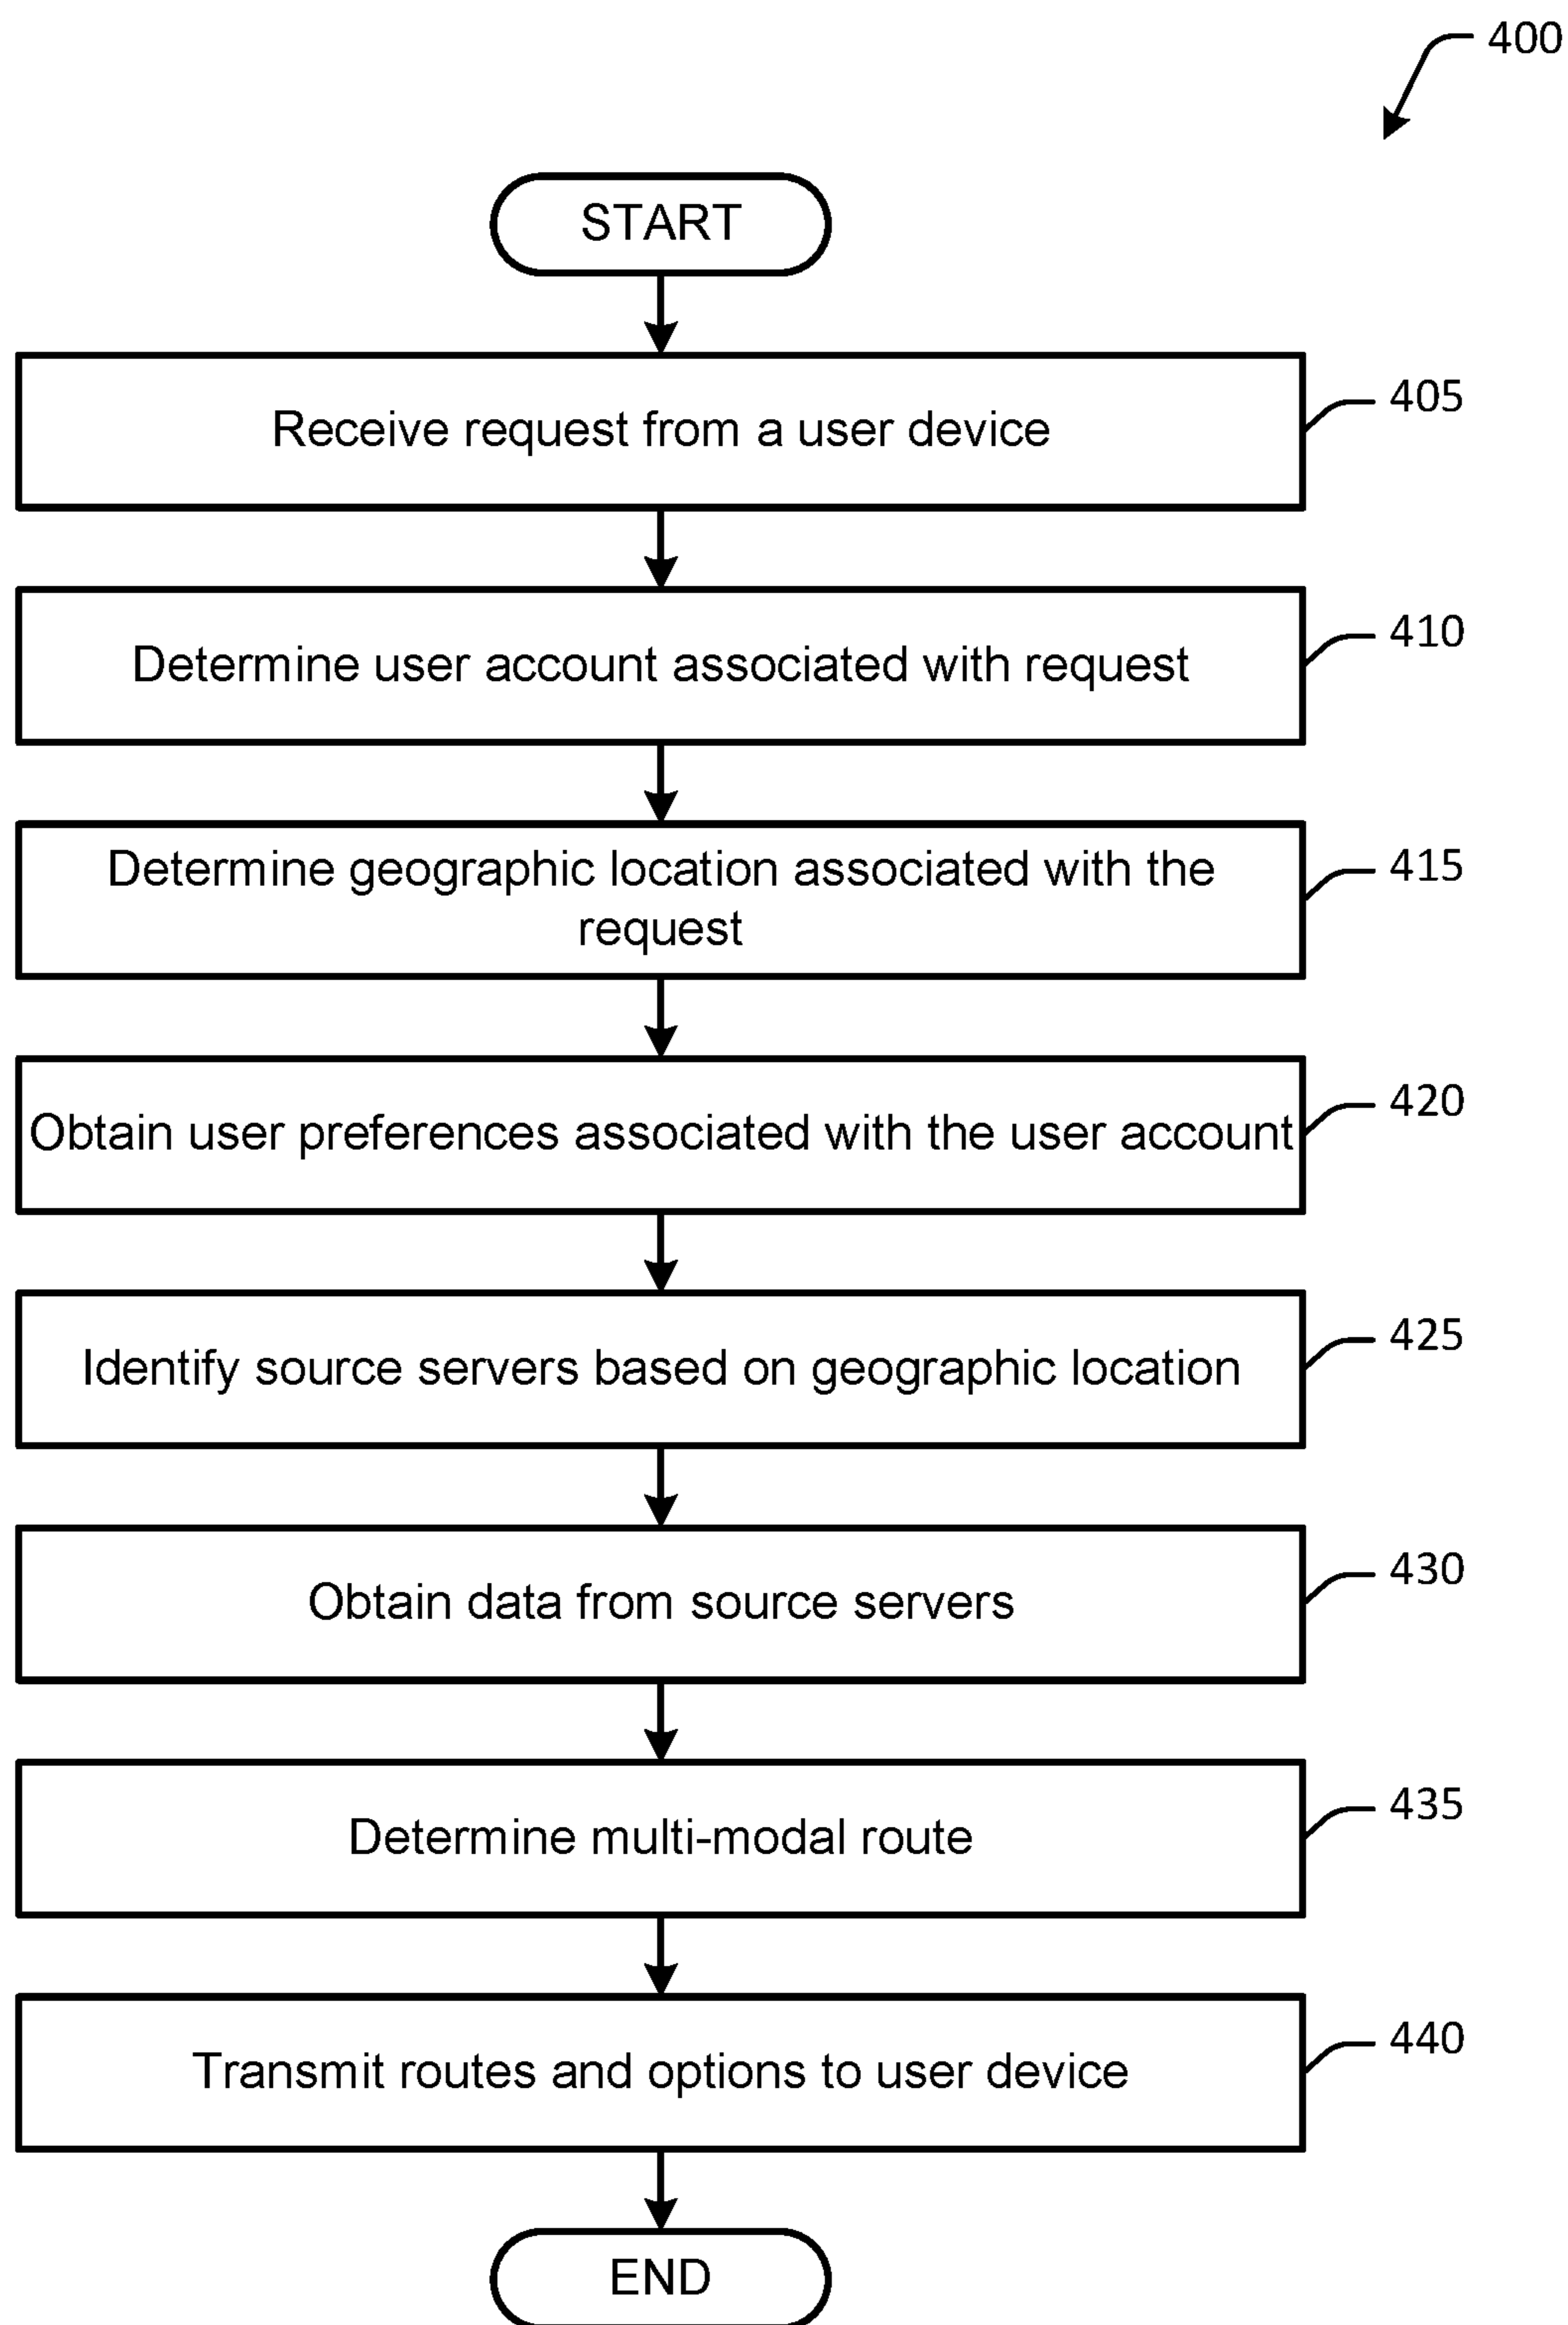 400
START
Receive request from a user device
405
Determine user account associated with request
410
Determine geographic location associated with the
request
415
Obtain user preferences associated with the user account
420
Identify source servers based on geographic location
425
Obtain data from source servers
430
Determine multi-modal route
435
Transmit routes and options to user device
440
END